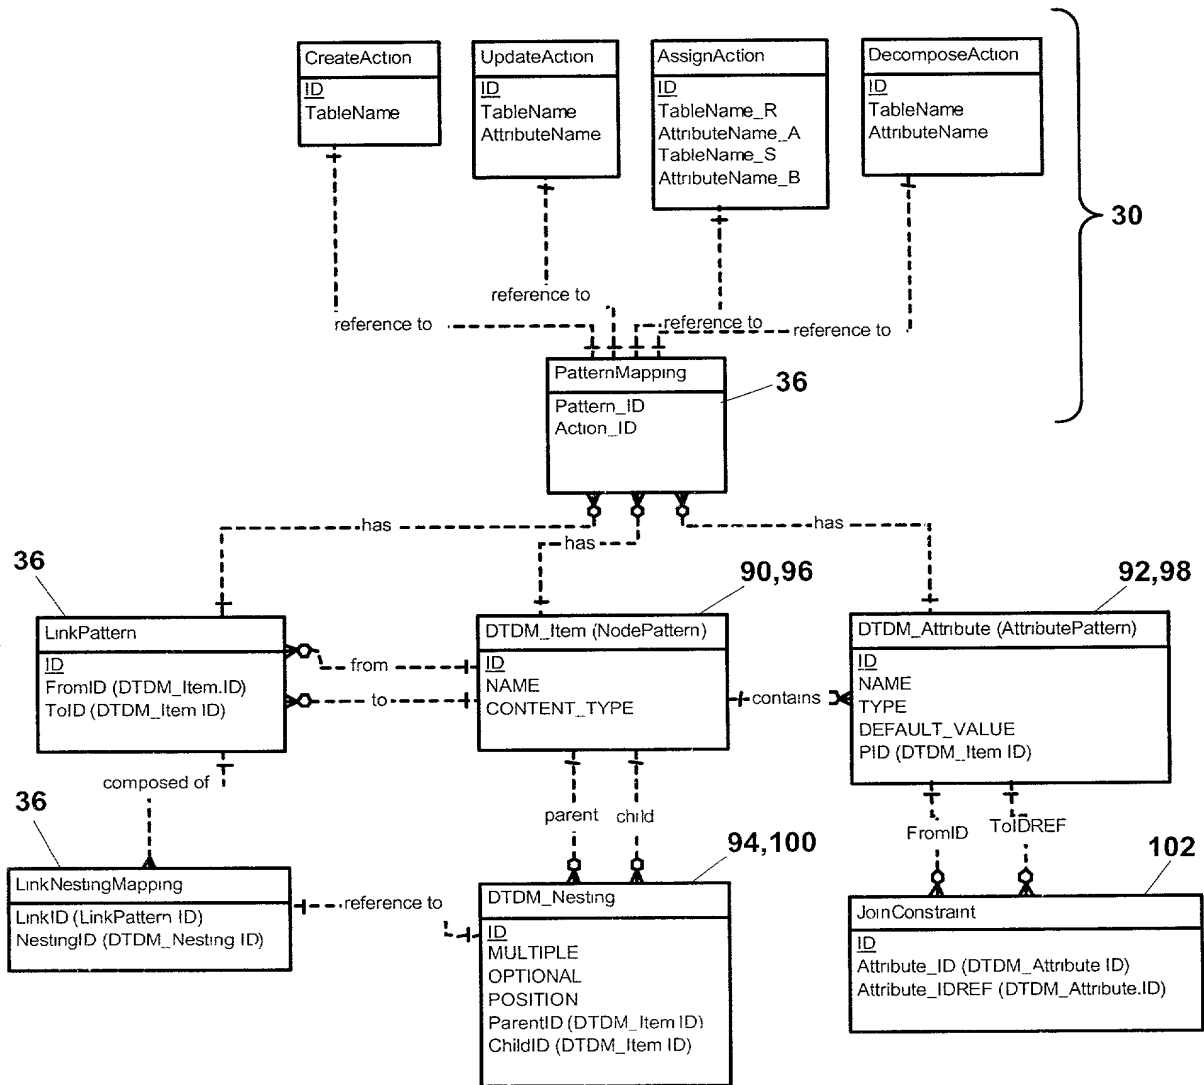 CreateAction
ID
TableName
UpdateAction
ID
TableName
AttributeName
AssignAction
ID
TableName_R
AttributeName_A
TableName_S
AttributeName_B
DecomposeAction
ID
TableName
AttributeName
30
reference to
reference to
reference to
reference to
PatternMapping
Pattern_ID
Action_ID
36
has
has
has
36
LinkPattern
ID
FromID (DTDM_Item.ID)
ToID (DTDM_Item ID)
from
to
90,96
DTDM_Item (NodePattern)
ID
NAME
CONTENT_TYPE
contains
92,98
DTDM_Attribute (AttributePattern)
ID
NAME
TYPE
DEFAULT_VALUE
PID (DTDM_Item ID)
composed of
parent
child
FromID
ToIDREF
36
LinkNestingMapping
LinkID (LinkPattern ID)
NestingID (DTDM_Nesting ID)
reference to
94,100
DTDM_Nesting
ID
MULTIPLE
OPTIONAL
POSITION
ParentID (DTDM_Item ID)
ChildID (DTDM_Item ID)
102
JoinConstraint
ID
Attribute_ID (DTDM_Attribute ID)
Attribute_IDREF (DTDM_Attribute.ID)